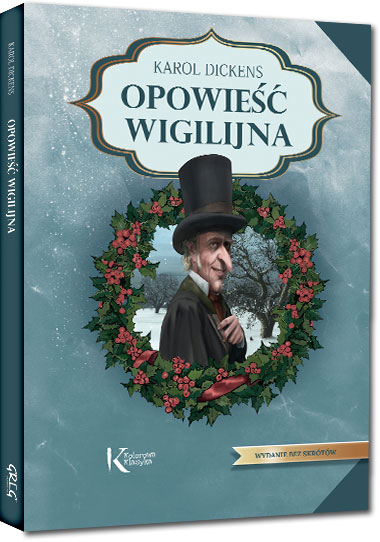 KAROL DICKENS
OPOWIEŚĆ
WIGILIJNA
Kolorowa
Klasyka
WYDANIE BEZ SKRÓTÓW
KAROL DICKENS
OPOWIEŚĆ WIGILIJNA
GREG